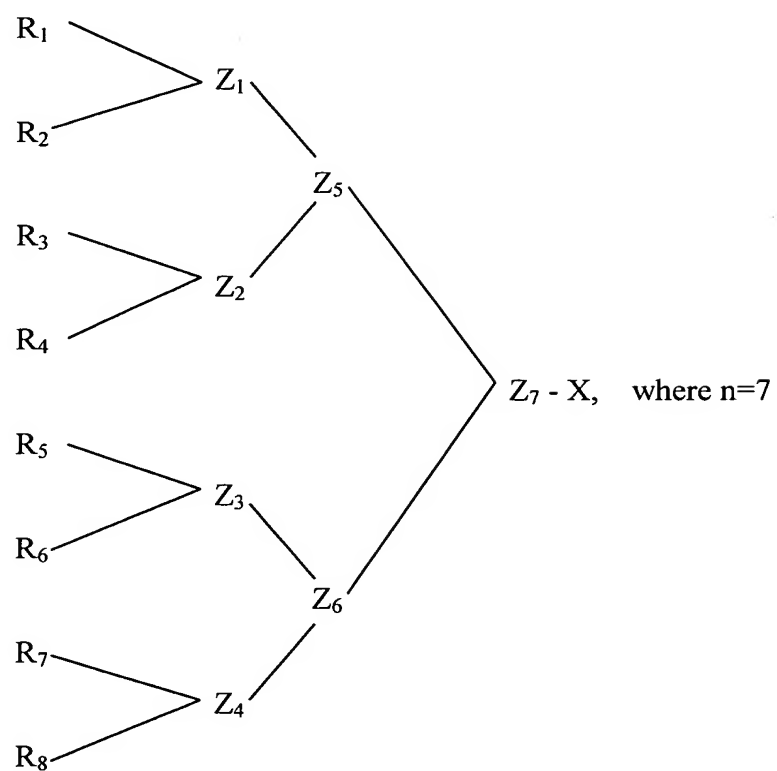 R₁
Z₁
R₂
Z₅
R₃
Z₂
R₄
Z₇ - X, where n=7
R₅
Z₃
R₆
Z₆
R₇
Z₄
R₈